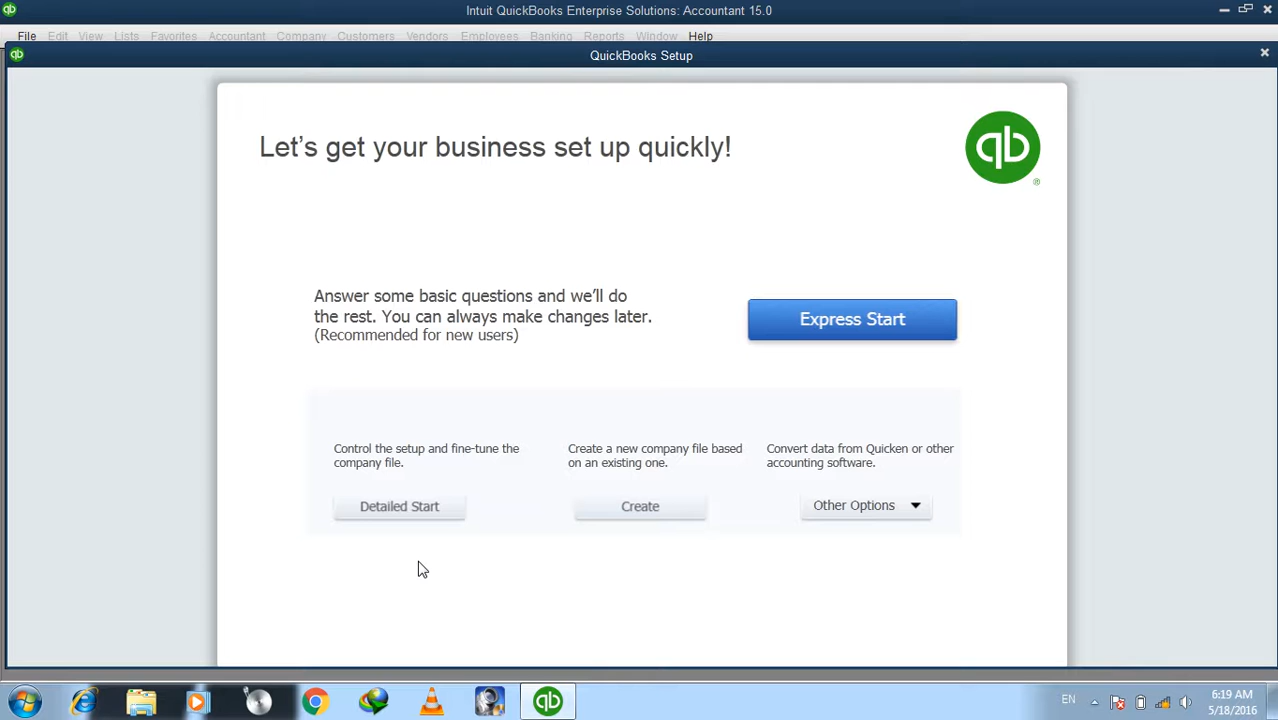 qb
Intuit QuickBooks Enterprise Solutions: Accountant 15.0
File Edit View Lists Favorites Accountant Company Customers Vendors Employees Banking Reports Window Help
qb
QuickBooks Setup
Let's get your business set up quickly!
qb
®
Answer some basic questions and we'll do
the rest. You can always make changes later.
(Recommended for new users)
Express Start
Control the setup and fine-tune the
company file.
Detailed Start
Create a new company file based
on an existing one.
Create
Convert data from Quicken or other
accounting software.
Other Options
qb
EN
6:19 AM
5/18/2016